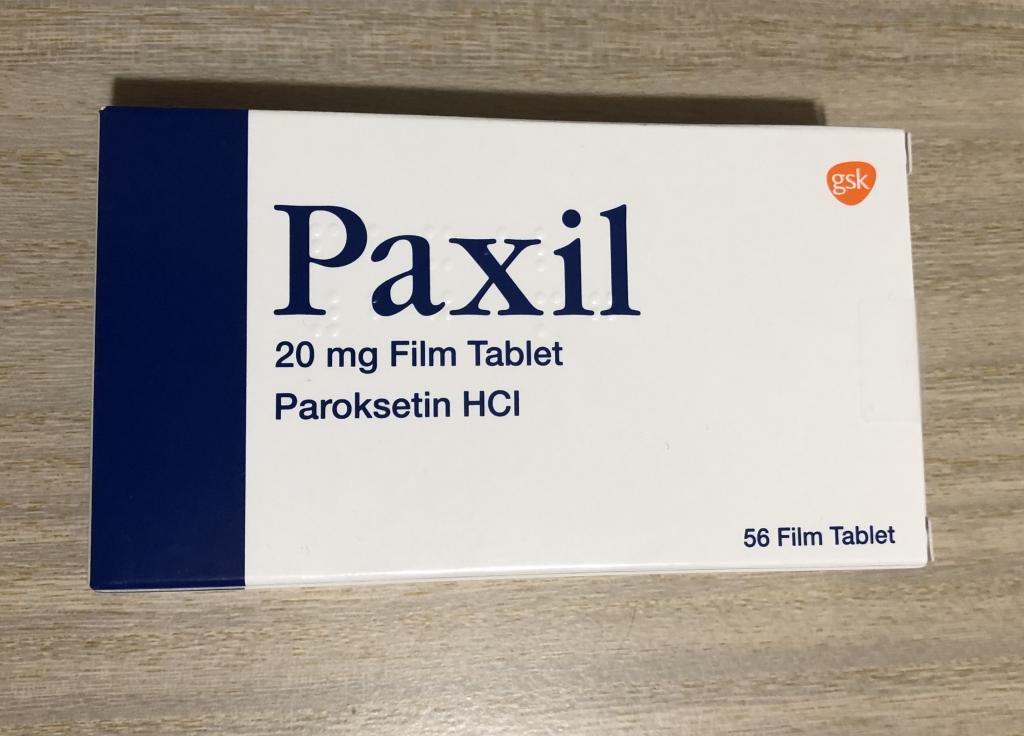 gsk
Paxil
20 mg Film Tablet
Paroksetin HCl
56 Film Tablet